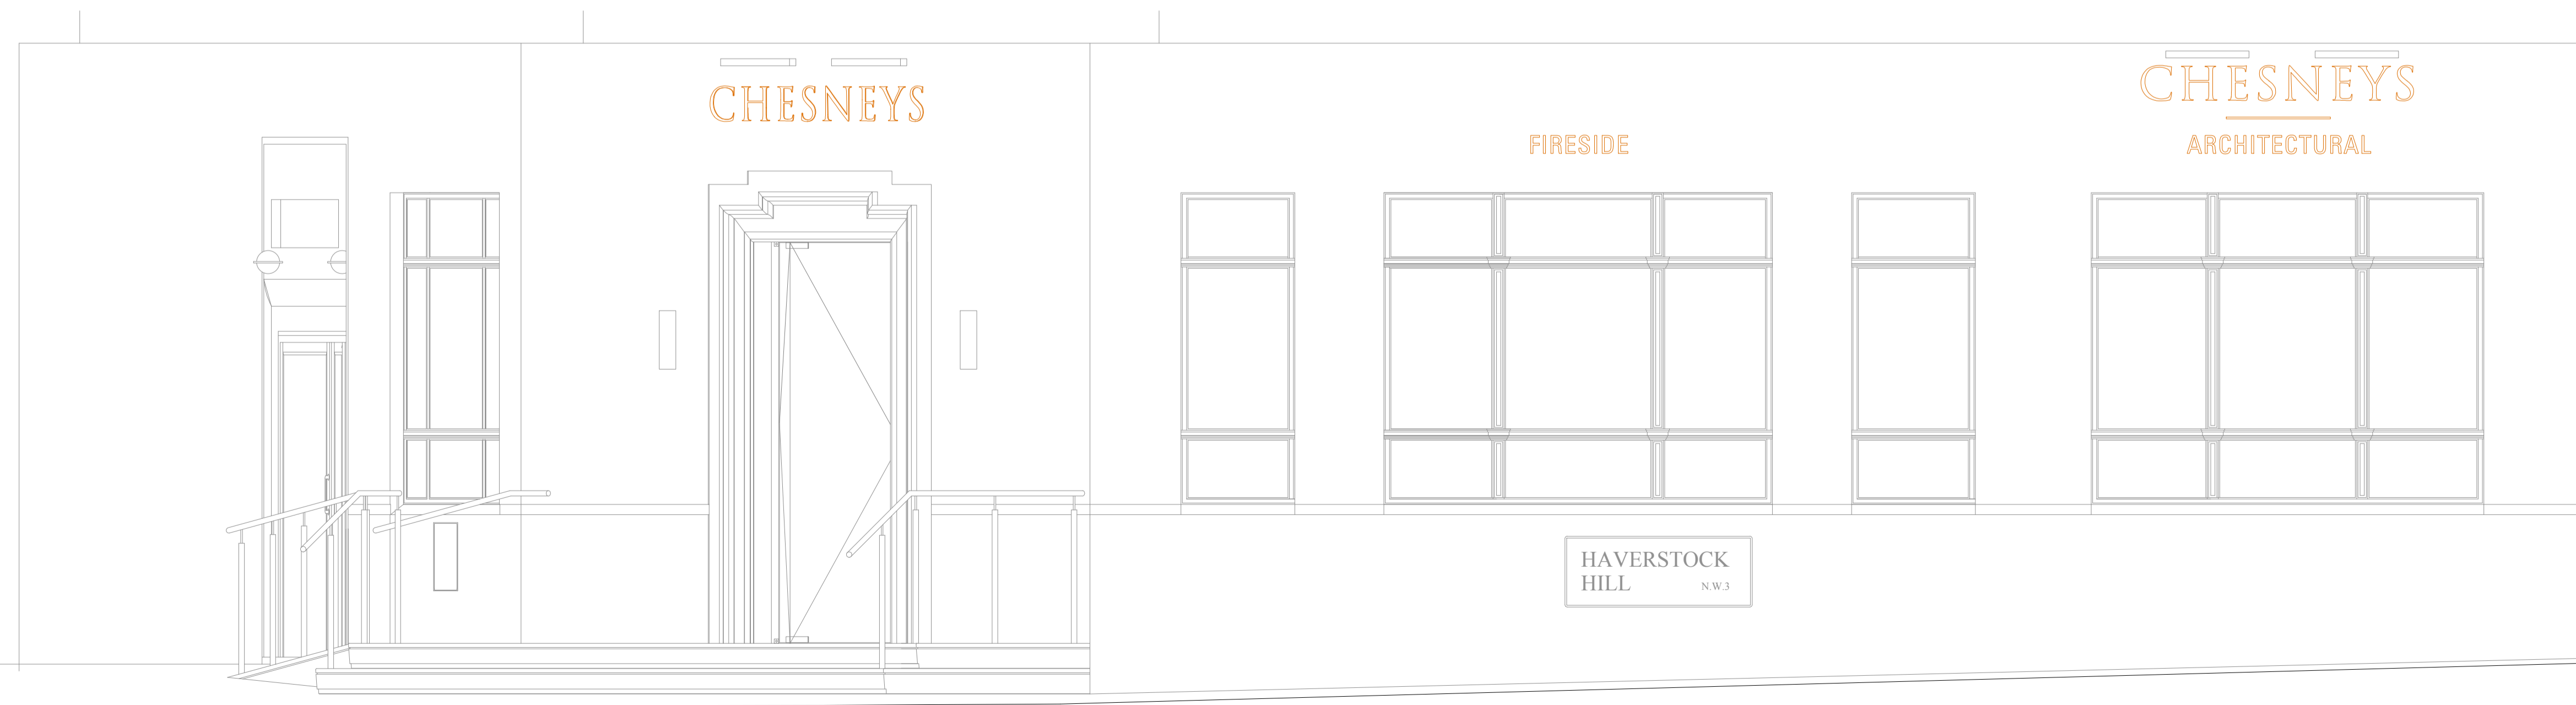 CHESNEYS
FIRESIDE
CHESNEYS
ARCHITECTURAL
HAVERSTOCK
HILL N.W.3